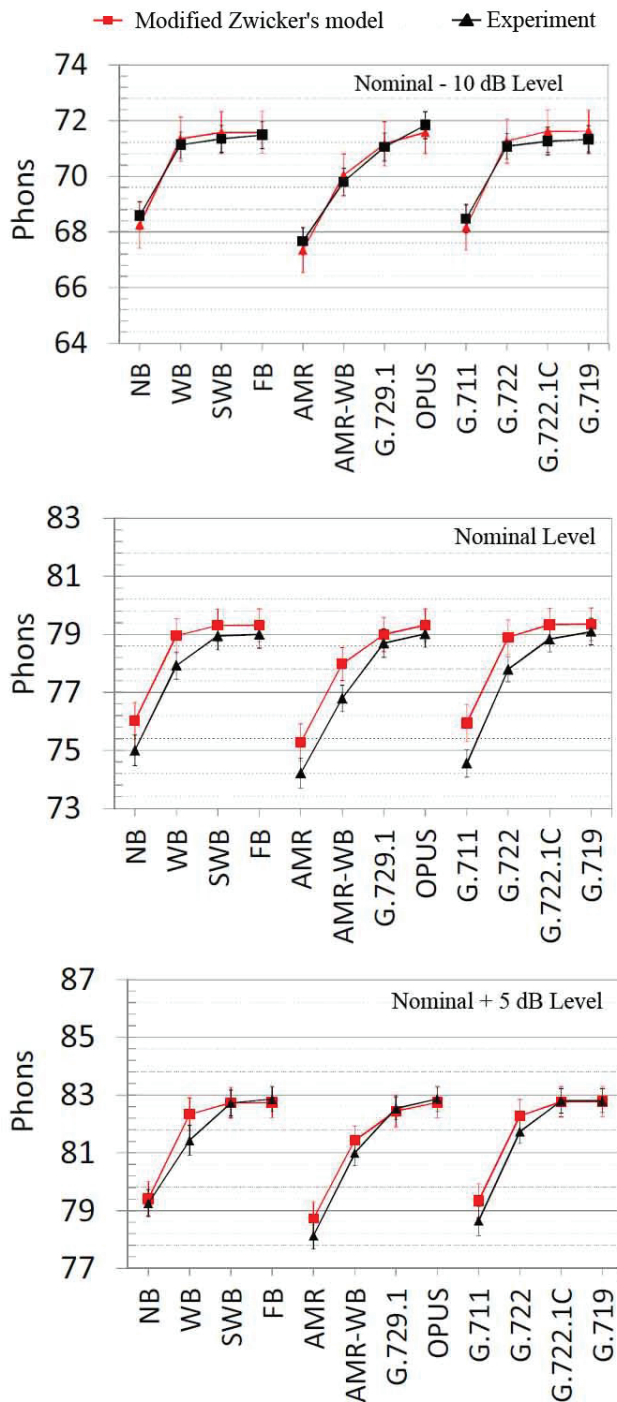 Modified Zwicker's model Experiment
Nominal - 10 dB Level
74
72
70
68
66
64
Phons
NB WB SWB FB AMR AMR-WB G.729.1 OPUS G.711 G.722 G.722.1C G.719
Nominal Level
83
81
79
77
75
73
Phons
NB WB SWB FB AMR AMR-WB G.729.1 OPUS G.711 G.722 G.722.1C G.719
Nominal + 5 dB Level
87
85
83
81
79
77
Phons
NB WB SWB FB AMR AMR-WB G.729.1 OPUS G.711 G.722 G.722.1C G.719